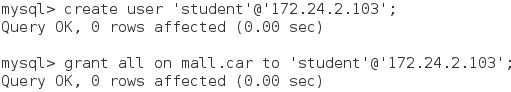 mysql> create user 'student'@'172.24.2.103';
Query OK, 0 rows affected (0.00 sec)
mysql> grant all on mall.car to 'student'@'172.24.2.103';
Query OK, 0 rows affected (0.00 sec)